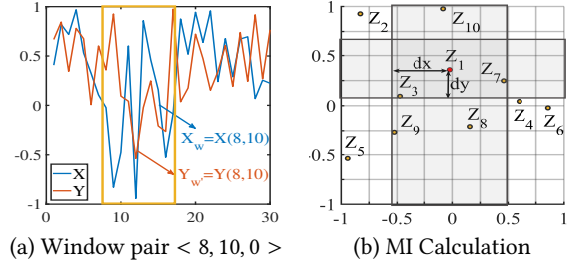 1
0.5
0
-0.5
-1
0 10 20 30
X
Y
X_w=X(8,10)
Y_w'=Y(8,10)
(a) Window pair < 8, 10, 0 >
1
0.5
0
-0.5
-1
-1 -0.5 0 0.5 1
Z_2
Z_10
Z_1
dx
dy
Z_3
Z_7
Z_9
Z_8
Z_4
Z_6
Z_5
(b) MI Calculation